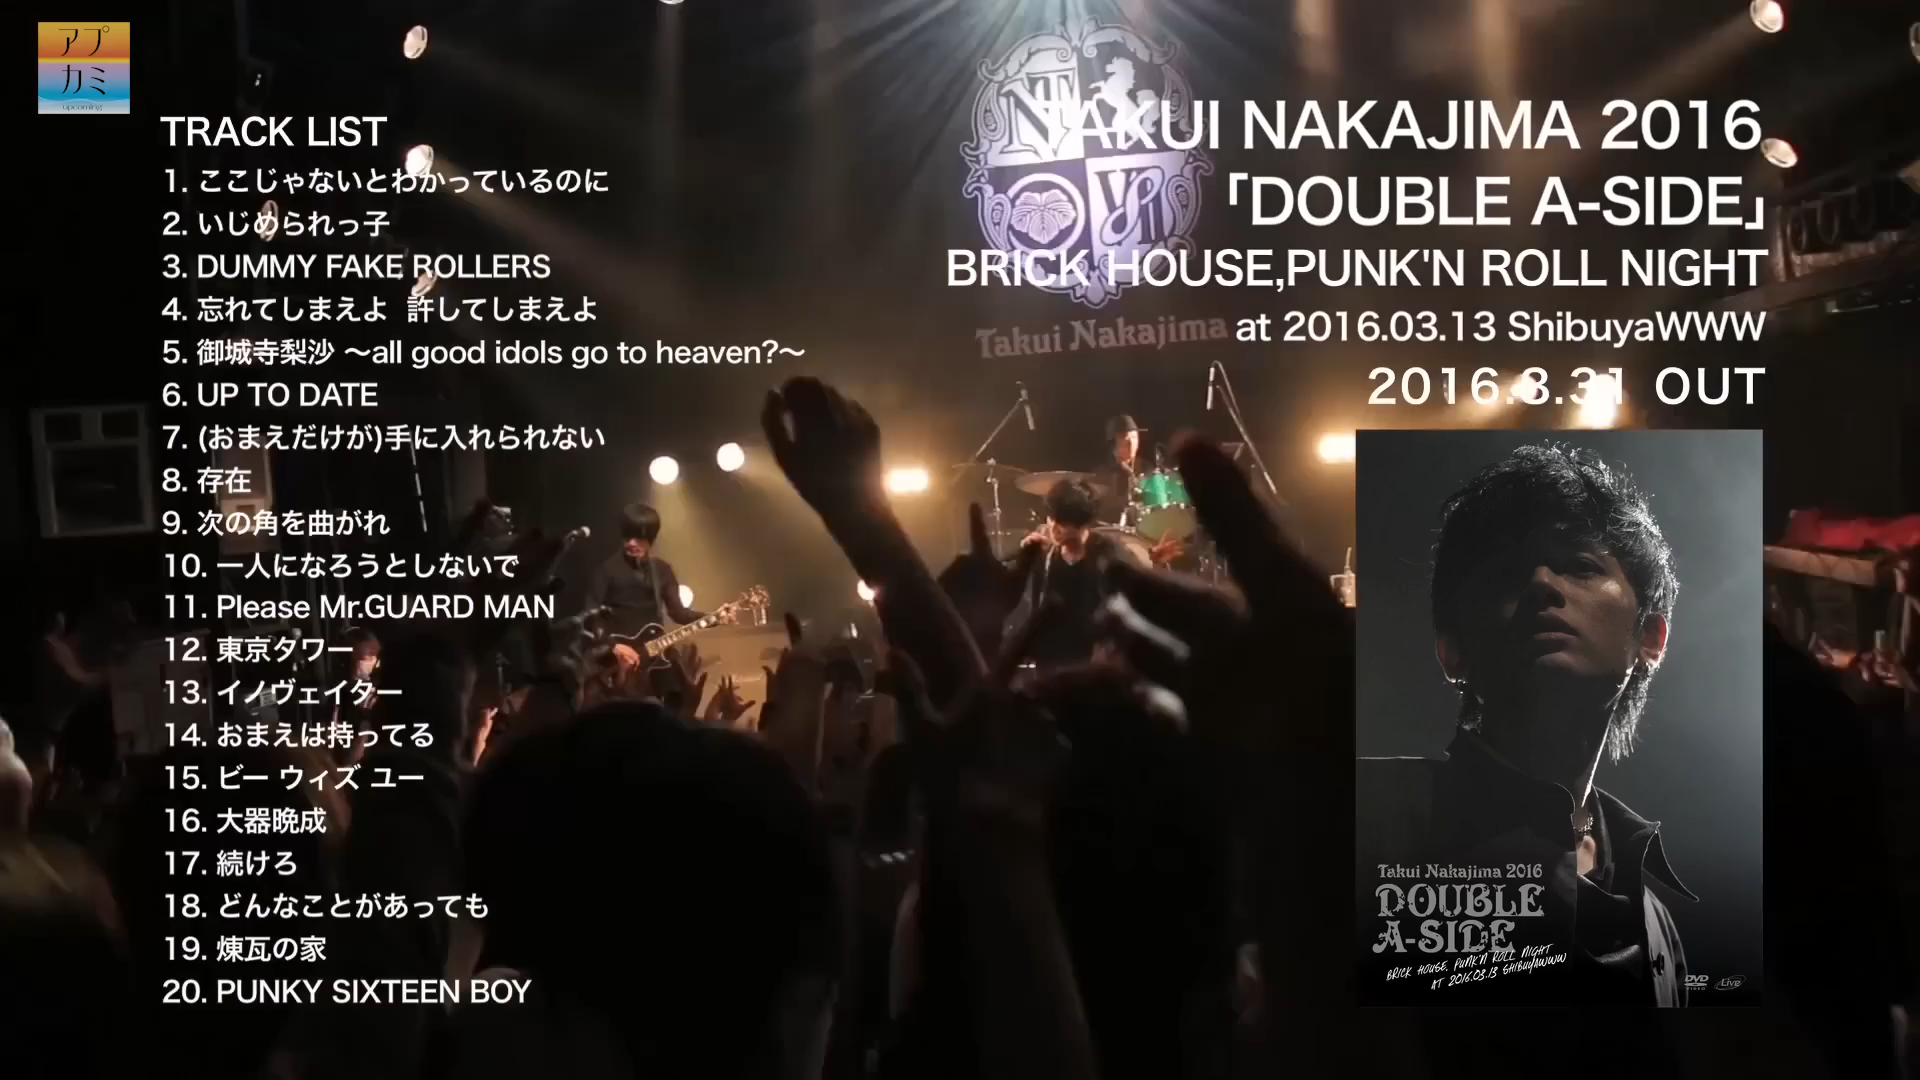 アプ
カミ
upcoming
TRACK LIST
1. ここじゃないとわかっているのに
2. いじめられっ子
3. DUMMY FAKE ROLLERS
4. 忘れてしまえよ 許してしまえよ
5. 御城寺梨沙 ～all good idols go to heaven?～
6. UP TO DATE
7. (おまえだけが)手に入れられない
8. 存在
9. 次の角を曲がれ
10. 一人になろうとしないで
11. Please Mr.GUARD MAN
12. 東京タワー
13. イノヴェイター
14. おまえは持ってる
15. ビー ウィズ ユー
16. 大器晩成
17. 続けろ
18. どんなことがあっても
19. 煉瓦の家
20. PUNKY SIXTEEN BOY
TAKUI NAKAJIMA 2016
「DOUBLE A-SIDE」
BRICK HOUSE,PUNK'N ROLL NIGHT
at 2016.03.13 ShibuyaWWW
2016.8.31 OUT
Takui Nakajima
Takui Nakajima 2016
DOUBLE
A-SIDE
BRICK HOUSE, PUNK'N ROLL NIGHT
AT 2016.03.13 SHIBUYAWWW
DVD
VIDEO
Live